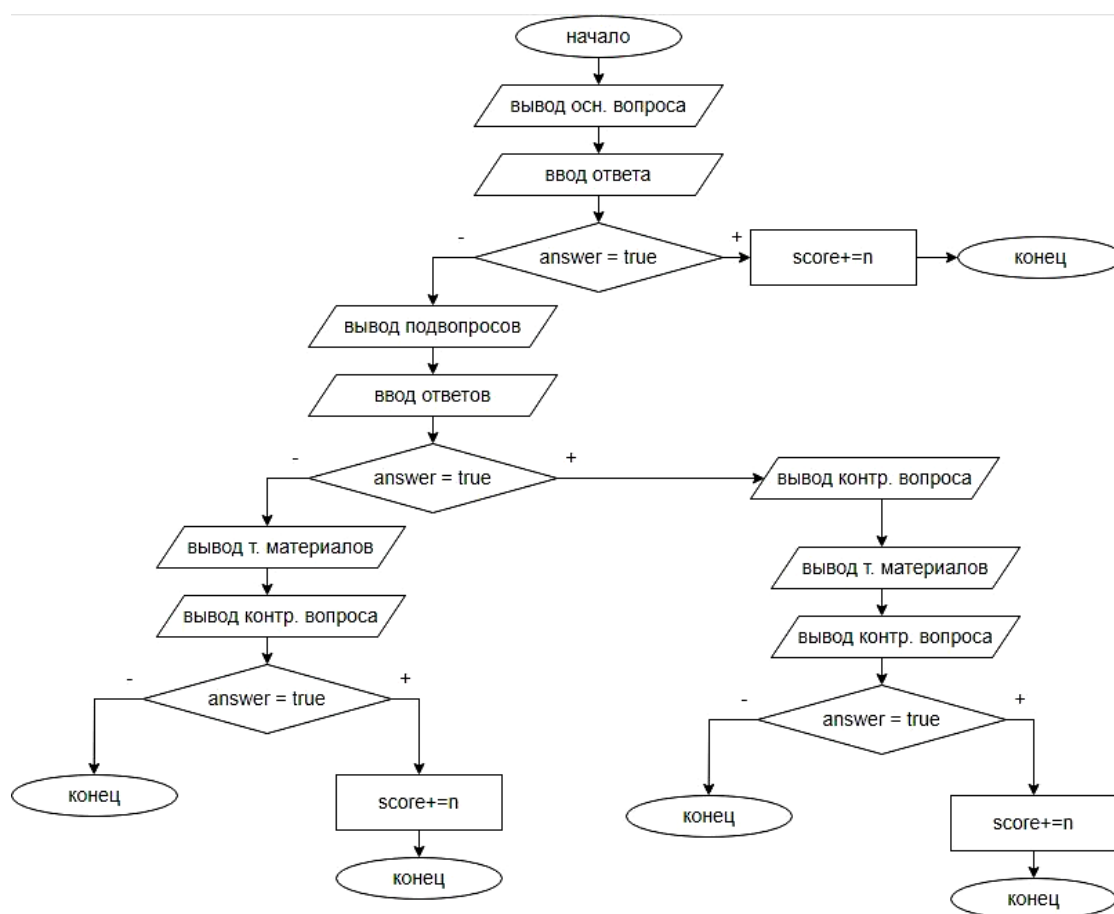 начало
вывод осн. вопроса
ввод ответа
-
+
answer = true
score+=n
конец
вывод подвопросов
ввод ответов
-
+
answer = true
вывод контр. вопроса
вывод т. материалов
вывод т. материалов
вывод контр. вопроса
вывод контр. вопроса
-
+
answer = true
-
+
answer = true
конец
score+=n
конец
score+=n
конец
конец